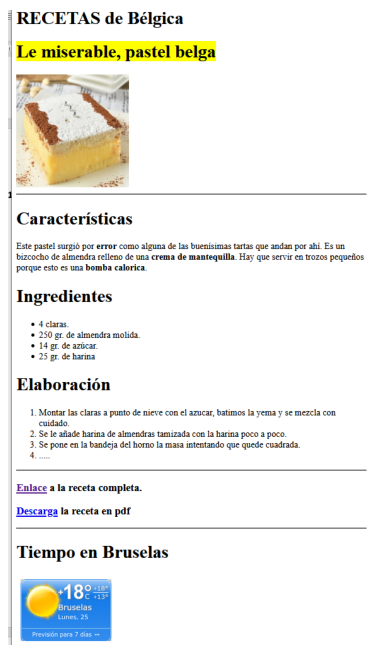 RECETAS de Bélgica
Le miserable, pastel belga
Características
Este pastel surgió por error como alguna de las buenísimas tartas que andan por ahí. Es un
bizcocho de almendra relleno de una crema de mantequilla. Hay que servir en trozos pequeños
porque esto es una bomba calorica.
Ingredientes
• 4 claras.
• 250 gr. de almendra molida.
• 14 gr. de azúcar.
• 25 gr. de harina
Elaboración
1. Montar las claras a punto de nieve con el azucar, batimos la yema y se mezcla con
cuidado.
2. Se le añade harina de almendras tamizada con la harina poco a poco.
3. Se pone en la bandeja del horno la masa intentando que quede cuadrada.
4. .....
Enlace a la receta completa.
Descarga la receta en pdf
Tiempo en Bruselas
+18° C +18° +13°
Bruselas
Lunes, 25
Previsión para 7 días